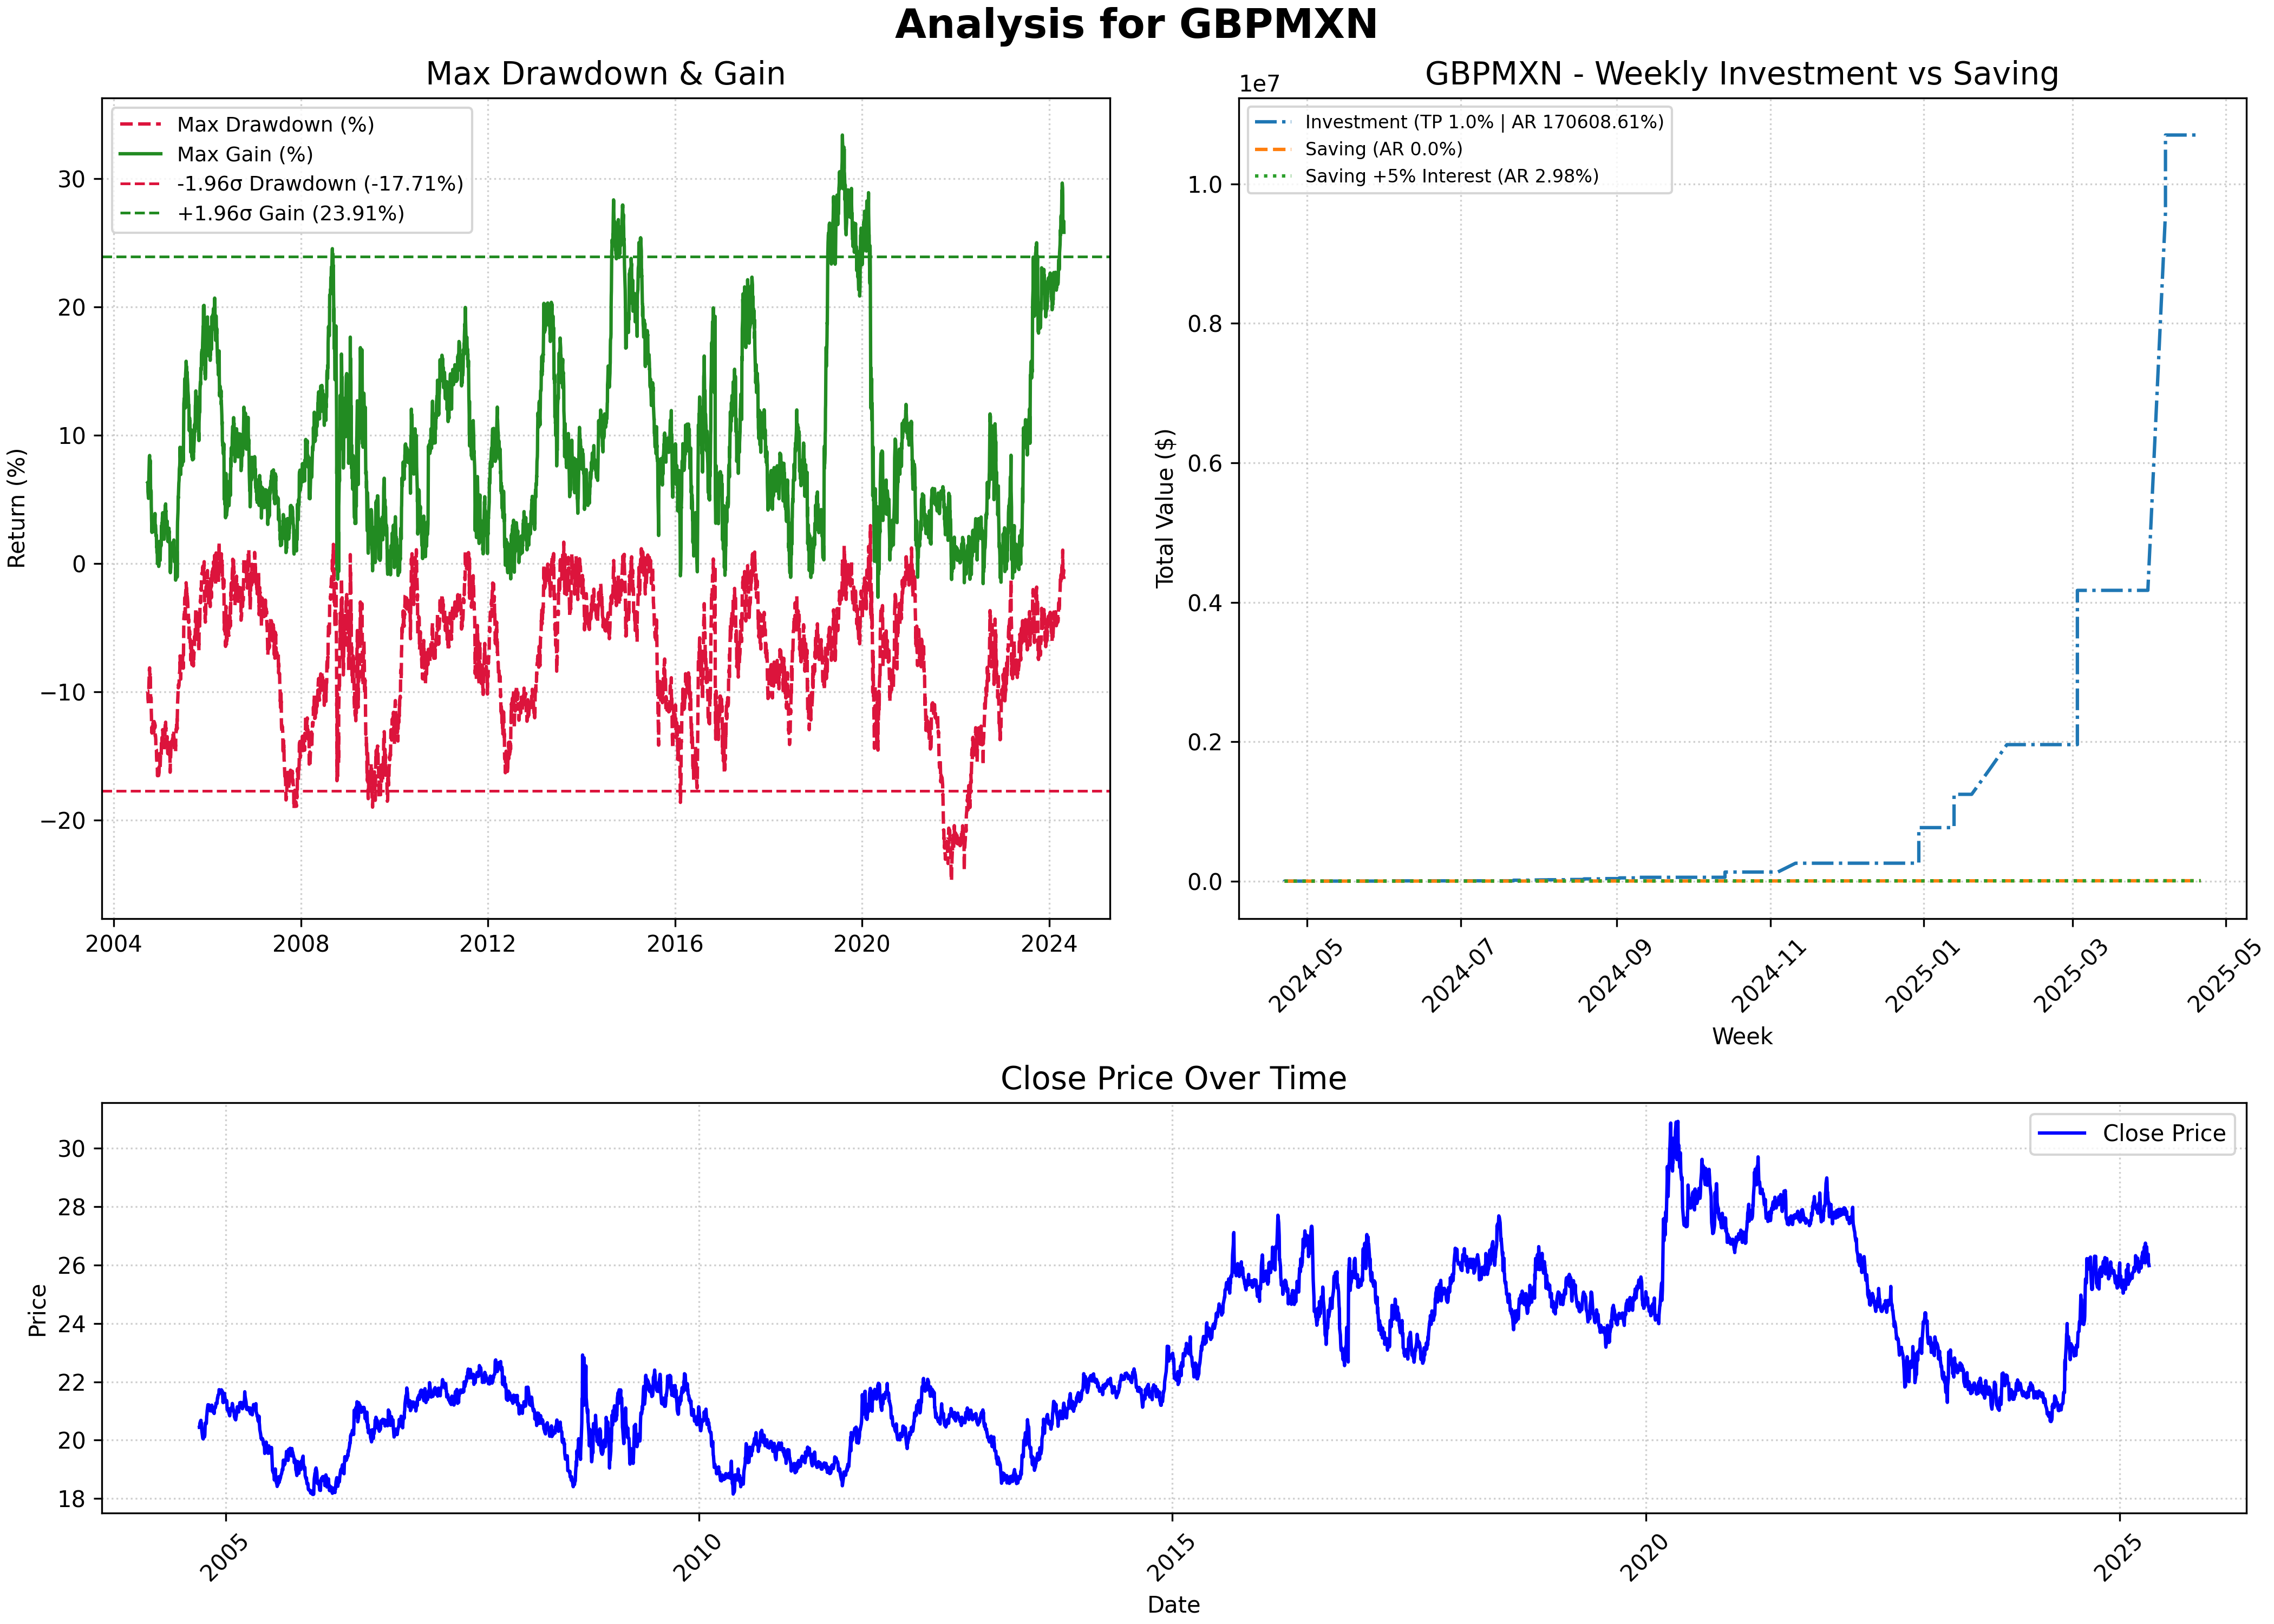 Analysis for GBPMXN
Max Drawdown & Gain
Max Drawdown (%)
Max Gain (%)
-1.96σ Drawdown (-17.71%)
+1.96σ Gain (23.91%)
Return (%)
30
20
10
0
−10
−20
2004
2008
2012
2016
2020
2024
GBPMXN - Weekly Investment vs Saving
1e7
Investment (TP 1.0% | AR 170608.61%)
Saving (AR 0.0%)
Saving +5% Interest (AR 2.98%)
Total Value ($)
1.0
0.8
0.6
0.4
0.2
0.0
2024-05
2024-07
2024-09
2024-11
2025-01
2025-03
2025-05
Week
Close Price Over Time
Close Price
Price
30
28
26
24
22
20
18
2005
2010
2015
2020
2025
Date